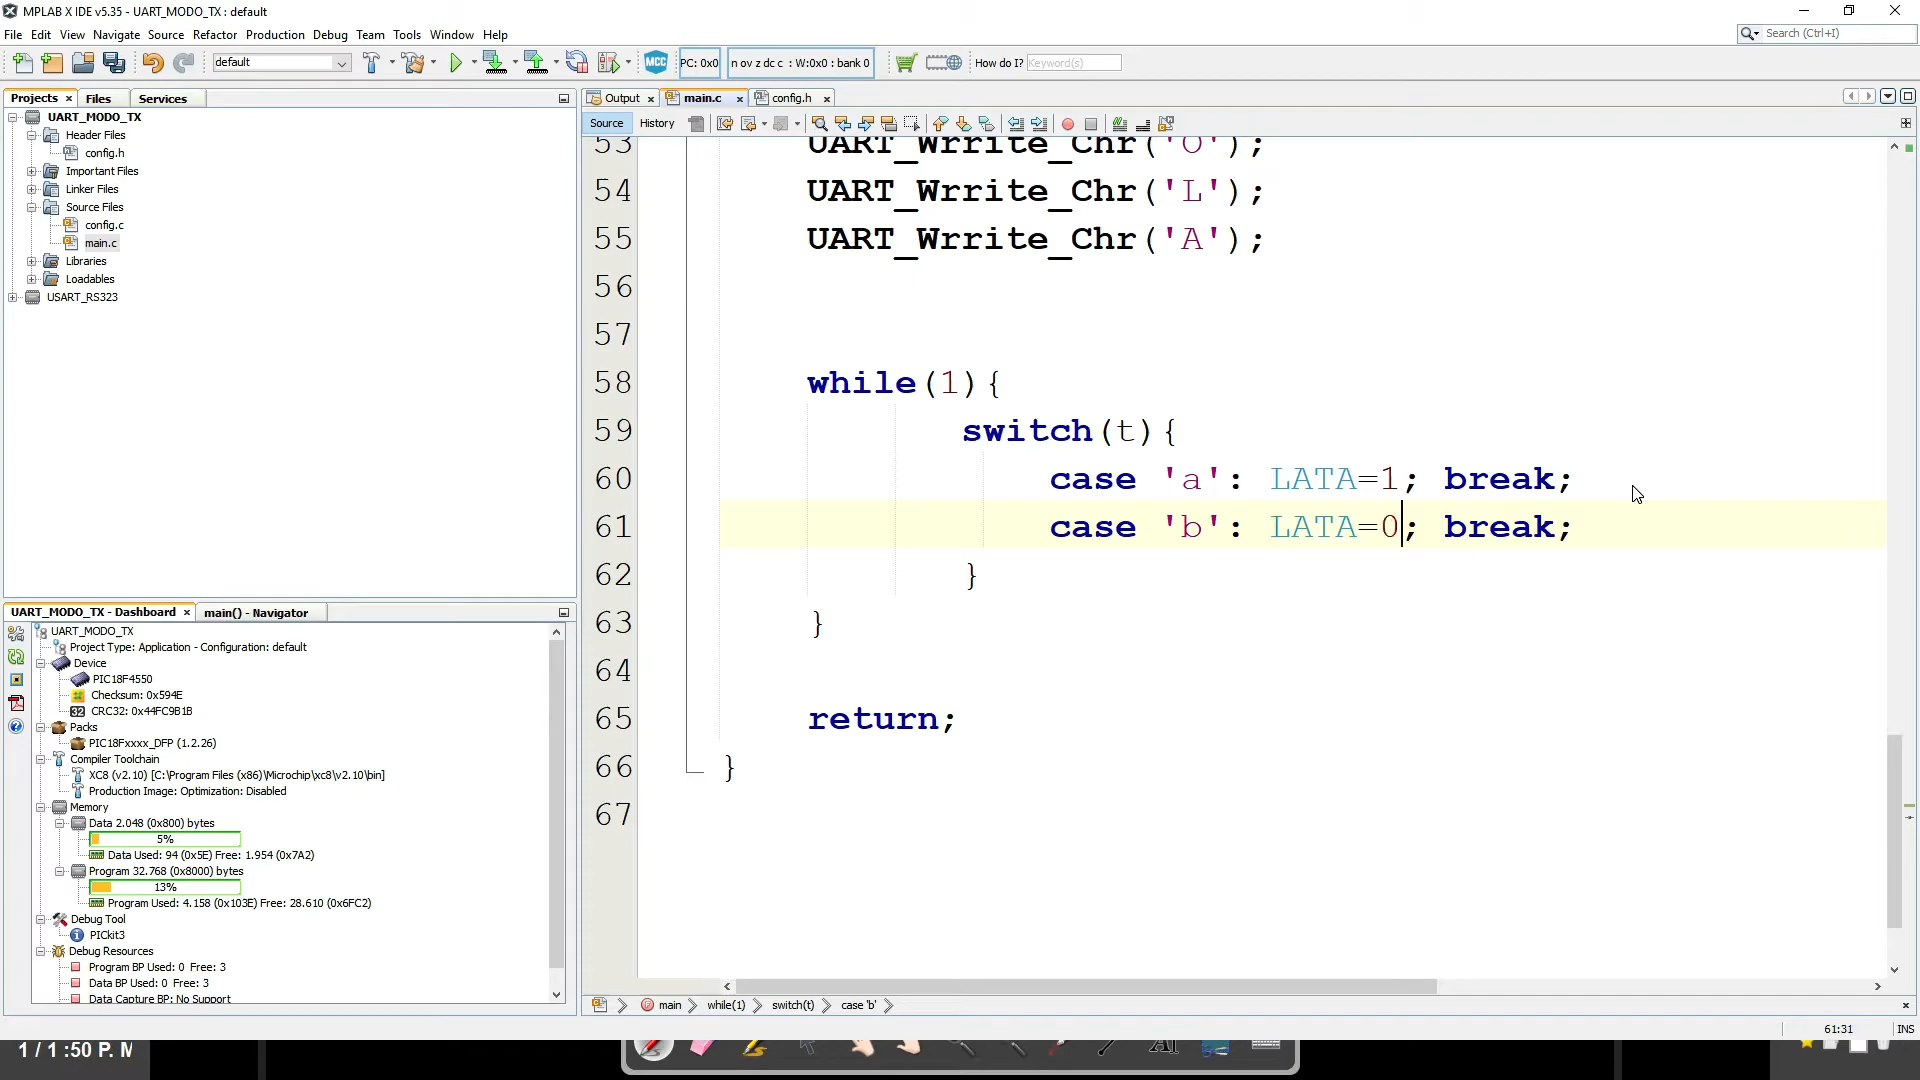 MPLAB X IDE v5.35 - UART_MODO_TX : default
File Edit View Navigate Source Refactor Production Debug Team Tools Window Help
Search (Ctrl+I)
default
MCC
PC: 0x0
n ov z dc c : W:0x0 : bank 0
How do I?
Keyword(s)
Projects
Files
Services
UART_MODO_TX
Header Files
config.h
Important Files
Linker Files
Source Files
config.c
main.c
Libraries
Loadables
USART_RS323
UART_MODO_TX - Dashboard
main() - Navigator
UART_MODO_TX
Project Type: Application - Configuration: default
Device
PIC18F4550
Checksum: 0x594E
32 CRC32: 0x44FC9B1B
Packs
PIC18Fxxxx_DFP (1.2.26)
Compiler Toolchain
XC8 (v2.10) [C:\Program Files (x86)\Microchip\xc8\v2.10\bin]
Production Image: Optimization: Disabled
Memory
Data 2.048 (0x800) bytes
5%
Data Used: 94 (0x5E) Free: 1.954 (0x7A2)
Program 32.768 (0x8000) bytes
13%
Program Used: 4.158 (0x103E) Free: 28.610 (0x6FC2)
Debug Tool
PICkit3
Debug Resources
Program BP Used: 0 Free: 3
Data BP Used: 0 Free: 3
Data Capture BP: No Support
Output
main.c
config.h
Source History
53 UART_Wrrite_Chr('O');
54 UART_Wrrite_Chr('L');
55 UART_Wrrite_Chr('A');
56
57
58 while(1){
59 switch(t){
60 case 'a': LATA=1; break;
61 case 'b': LATA=0; break;
62 }
63 }
64
65 return;
66 }
67
main
while(1)
switch(t)
case 'b'
61:31
INS